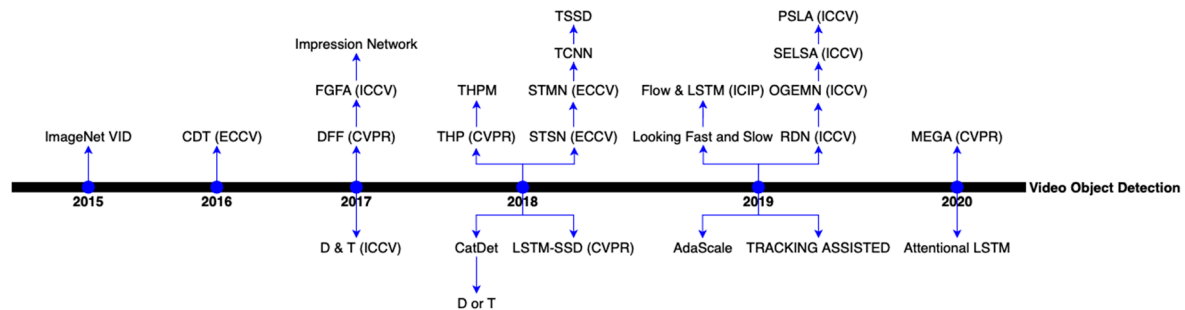 TSSD
PSLA (ICCV)
Impression Network
TCNN
SELSA (ICCV)
FGFA (ICCV)
THPM
STMN (ECCV)
Flow & LSTM (ICIP)
OGEMN (ICCV)
ImageNet VID
CDT (ECCV)
DFF (CVPR)
THP (CVPR)
STSN (ECCV)
Looking Fast and Slow
RDN (ICCV)
MEGA (CVPR)
Video Object Detection
2015
2016
2017
2018
2019
2020
D & T (ICCV)
CatDet
LSTM-SSD (CVPR)
AdaScale
TRACKING ASSISTED
Attentional LSTM
D or T